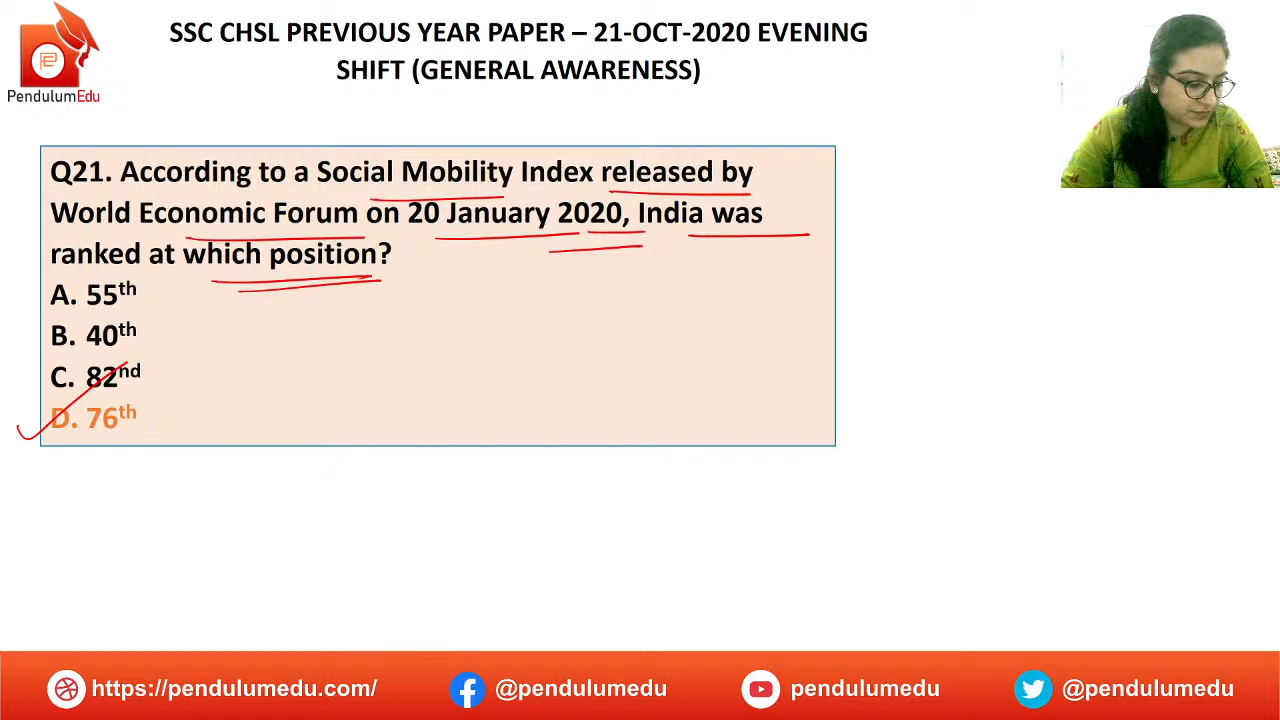 SSC CHSL PREVIOUS YEAR PAPER – 21-OCT-2020 EVENING
SHIFT (GENERAL AWARENESS)
PendulumEdu
Q21. According to a Social Mobility Index released by
World Economic Forum on 20 January 2020, India was
ranked at which position?
A. 55th
B. 40th
C. 82nd
D. 76th
https://pendulumedu.com/
@pendulumedu
pendulumedu
@pendulumedu